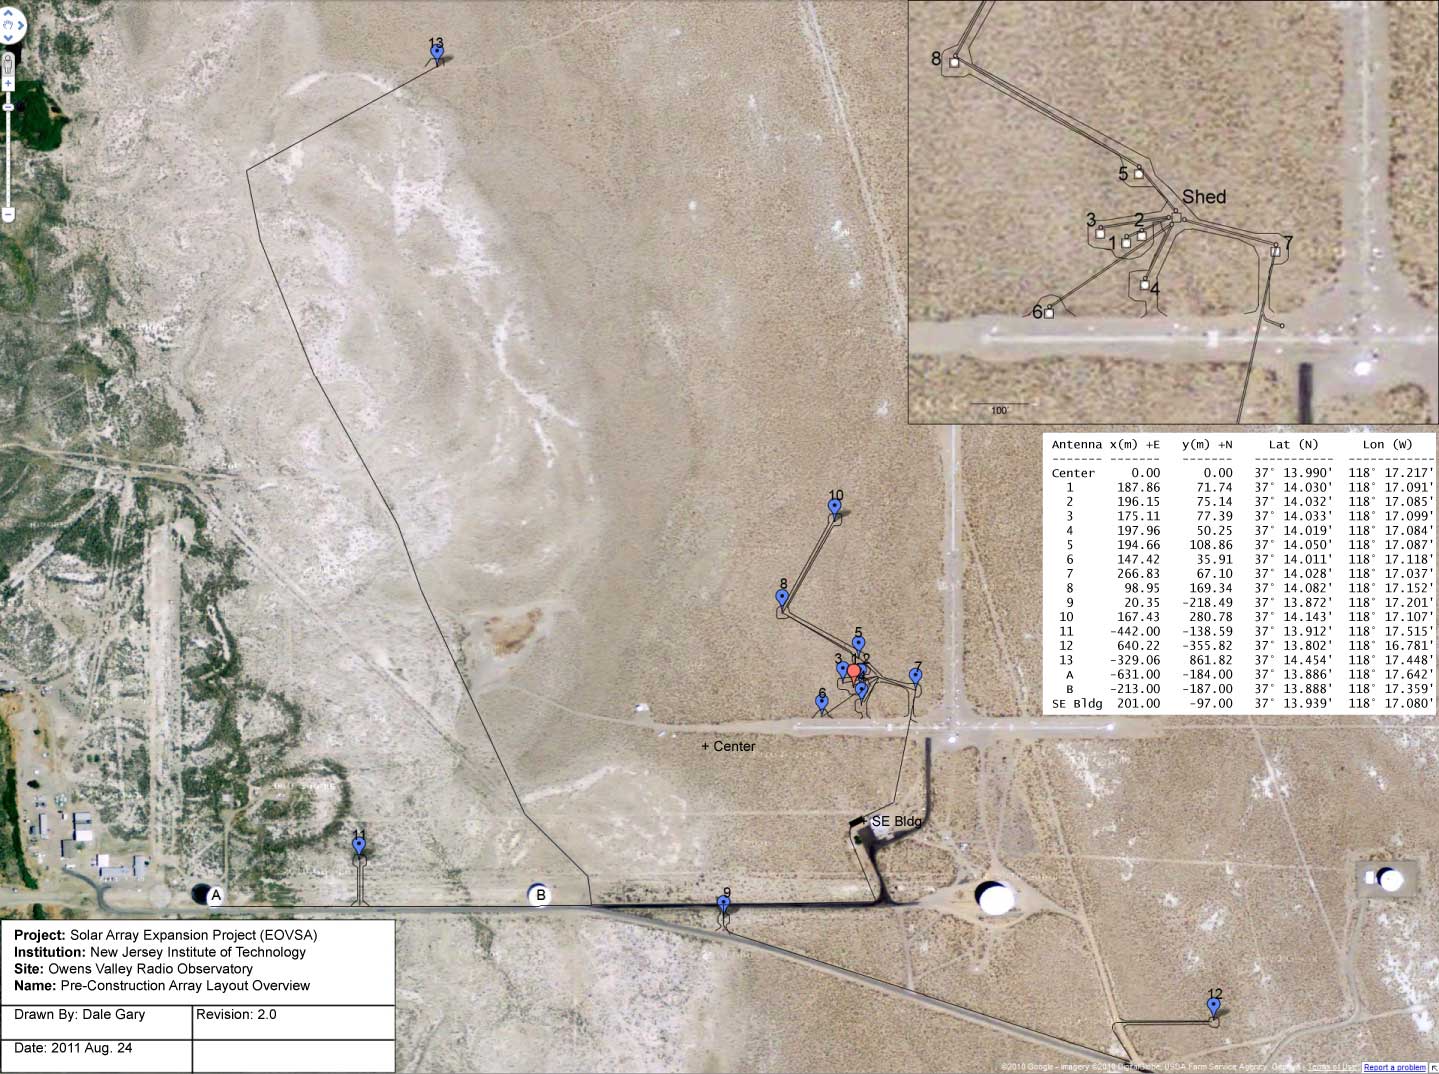 13
8
5
Shed
3
2
1
7
4
6
100'
Antenna x(m) +E y(m) +N Lat (N) Lon (W)
------- ------- ------- ----------- ------------
Center 0.00 0.00 37° 13.990' 118° 17.217'
1 187.86 71.74 37° 14.030' 118° 17.091'
2 196.15 75.14 37° 14.032' 118° 17.085'
3 175.11 77.39 37° 14.033' 118° 17.099'
4 197.96 50.25 37° 14.019' 118° 17.084'
5 194.66 108.86 37° 14.050' 118° 17.087'
6 147.42 35.91 37° 14.011' 118° 17.118'
7 266.83 67.10 37° 14.028' 118° 17.037'
8 98.95 169.34 37° 14.082' 118° 17.152'
9 20.35 -218.49 37° 13.872' 118° 17.201'
10 167.43 280.78 37° 14.143' 118° 17.107'
11 -442.00 -138.59 37° 13.912' 118° 17.515'
12 640.22 -355.82 37° 13.802' 118° 16.781'
13 -329.06 861.82 37° 14.454' 118° 17.448'
A -631.00 -184.00 37° 13.886' 118° 17.642'
B -213.00 -187.00 37° 13.888' 118° 17.359'
SE Bldg 201.00 -97.00 37° 13.939' 118° 17.080'
10
8
5
3
1
2
7
4
6
+ Center
+ SE Bldg
11
A
B
9
12
Project: Solar Array Expansion Project (EOVSA)
Institution: New Jersey Institute of Technology
Site: Owens Valley Radio Observatory
Name: Pre-Construction Array Layout Overview
Drawn By: Dale Gary
Revision: 2.0
Date: 2011 Aug. 24
©2010 Google - Imagery ©2010 DigitalGlobe, USDA Farm Service Agency, - Terms of Use Report a problem